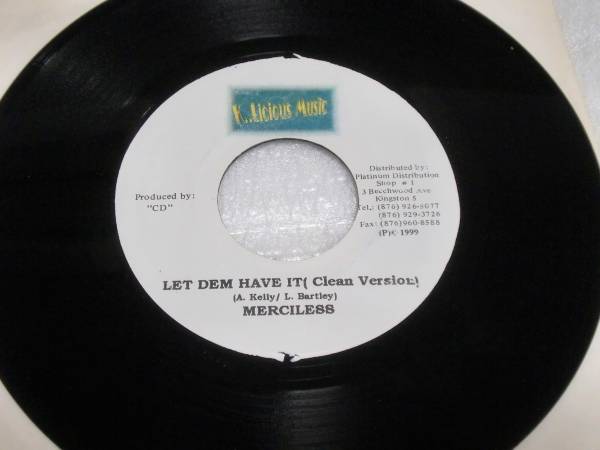 K..Licious Music
Produced by:
"CD"
Distributed by:
Platinum Distribution
Shop # 1
3 Beechwood Ave
Kingston 5
Tel.: (876) 926-5077
(876) 929-3726
Fax: (876)960-8588
(P)© 1999
LET DEM HAVE IT( Clean Version)
(A. Kelly/ L. Bartley)
MERCILESS